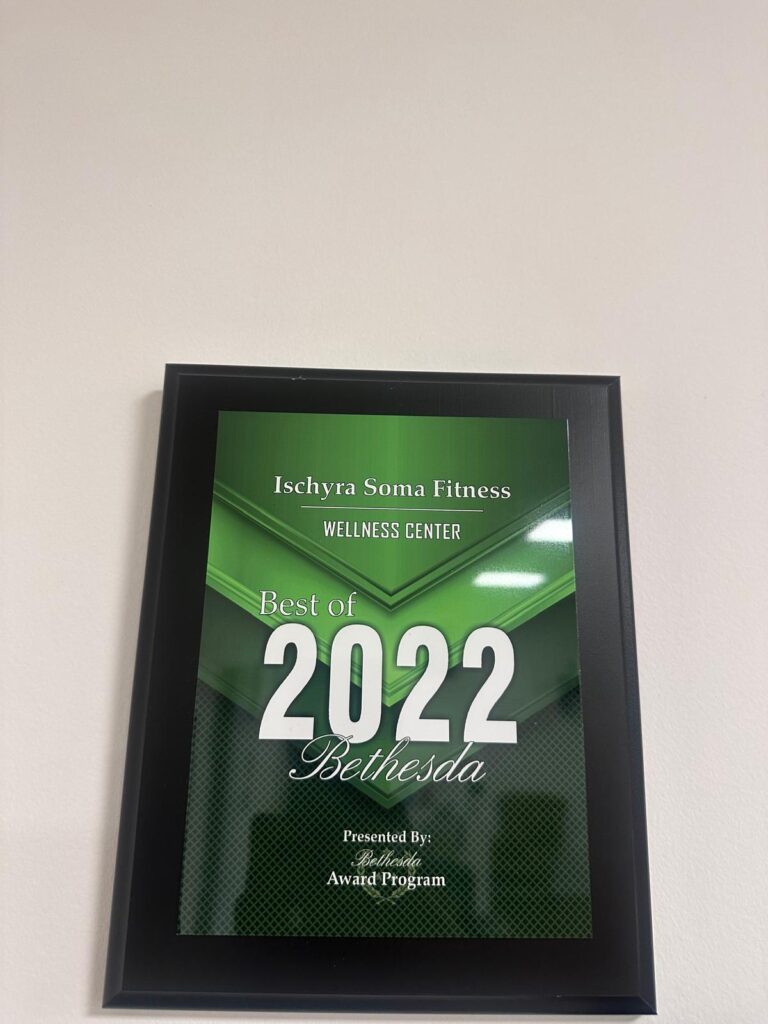 Ischyra Soma Fitness
WELLNESS CENTER
Best of
2022
Bethesda
Presented By:
Bethesda
Award Program